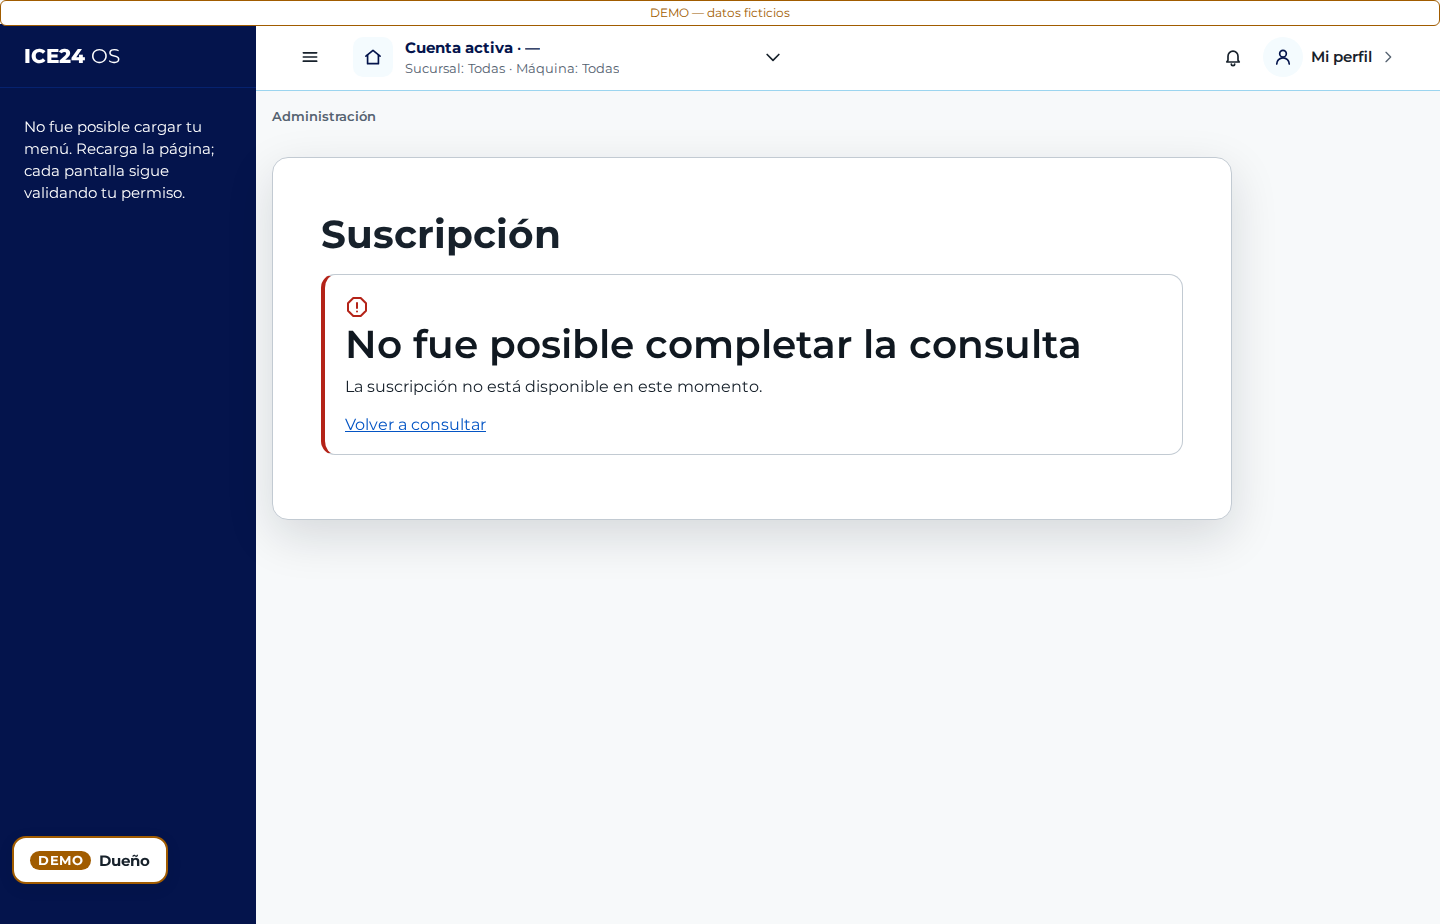 DEMO — datos ficticios
ICE24 OS
No fue posible cargar tu
menú. Recarga la página;
cada pantalla sigue
validando tu permiso.
Cuenta activa · —
Sucursal: Todas · Máquina: Todas
Mi perfil
Administración
Suscripción
No fue posible completar la consulta
La suscripción no está disponible en este momento.
Volver a consultar
DEMO Dueño